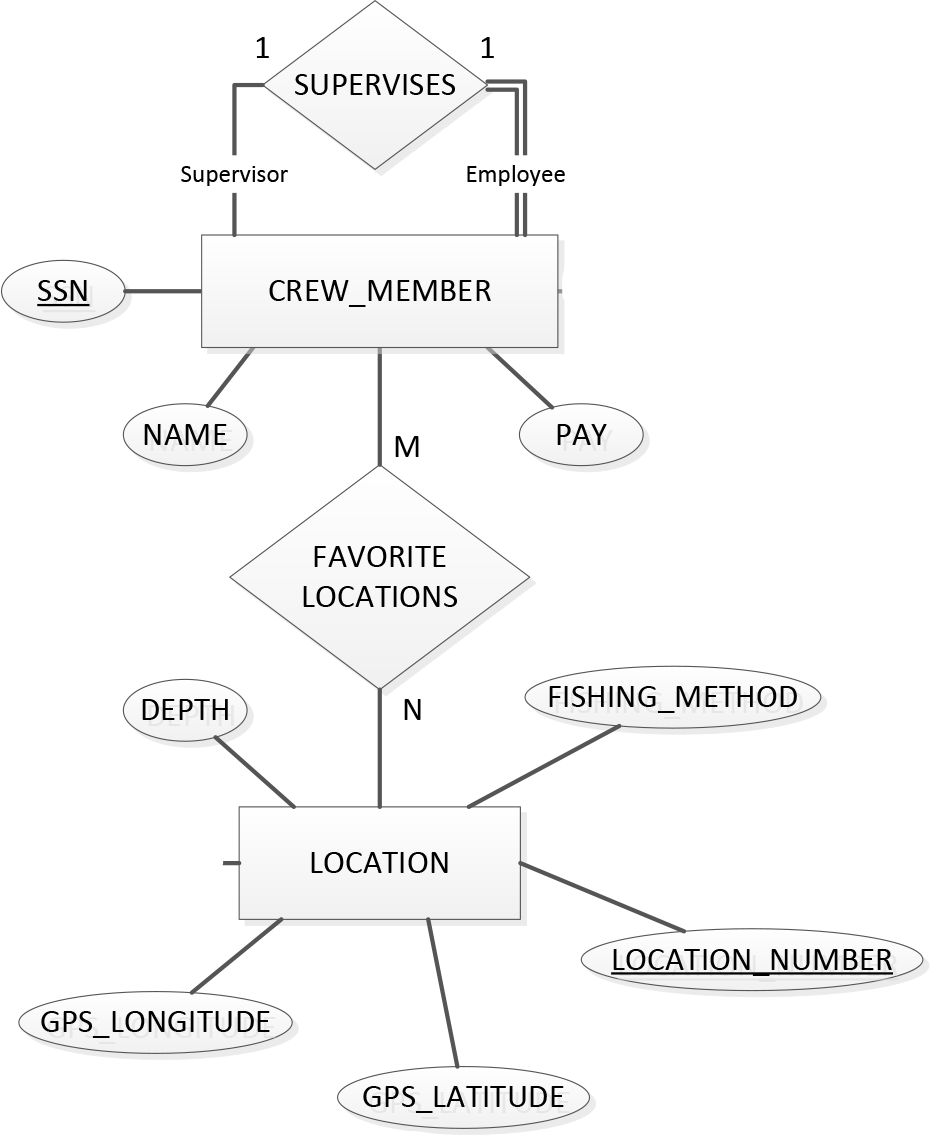 1
1
SUPERVISES
Supervisor
Employee
SSN
CREW_MEMBER
NAME
PAY
M
FAVORITE
LOCATIONS
DEPTH
N
FISHING_METHOD
LOCATION
LOCATION_NUMBER
GPS_LONGITUDE
GPS_LATITUDE